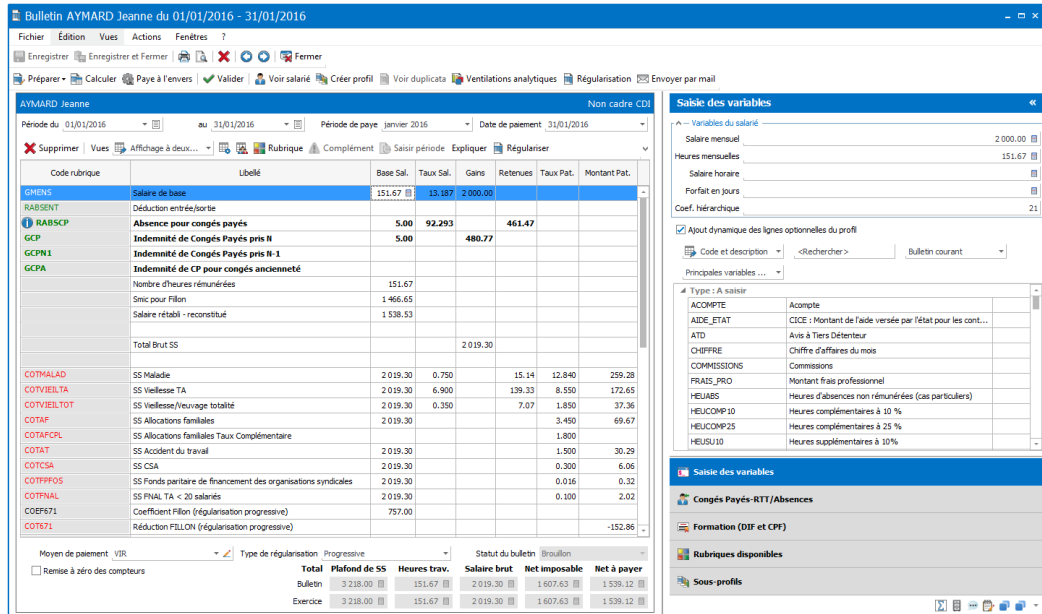 Bulletin AYMARD Jeanne du 01/01/2016 - 31/01/2016
Fichier Édition Vues Actions Fenêtres ?
Enregistrer Enregistrer et Fermer Fermer
Préparer Calculer Paye à l'envers Valider Voir salarié Créer profil Voir duplicata Ventilations analytiques Régularisation Envoyer par mail
AYMARD Jeanne Non cadre CDI
Période du 01/01/2016 au 31/01/2016 Période de paye janvier 2016 Date de paiement 31/01/2016
Supprimer Vues Affichage à deux... Rubrique Complément Saisir période Expliquer Régulariser
Code rubrique Libellé Base Sal. Taux Sal. Gains Retenues Taux Pat. Montant Pat.
GMENS Salaire de base 151.67 13.187 2 000.00
RABSENT Déduction entrée/sortie
RABSCP Absence pour congés payés 5.00 92.293 461.47
GCP Indemnité de Congés Payés pris N 5.00 480.77
GCPN1 Indemnité de Congés Payés pris N-1
GCPA Indemnité de CP pour congés ancienneté
Nombre d'heures rémunérées 151.67
Smic pour Fillon 1 466.65
Salaire rétabli - reconstitué 1 538.53
Total Brut SS 2 019.30
COTMALAD SS Maladie 2 019.30 0.750 15.14 12.840 259.28
COTVIEILTA SS Vieillesse TA 2 019.30 6.900 139.33 8.550 172.65
COTVIEILTOT SS Vieillesse/Veuvage totalité 2 019.30 0.350 7.07 1.850 37.36
COTAF SS Allocations familiales 2 019.30 3.450 69.67
COTAFCPL SS Allocations familiales Taux Complémentaire 1.800
COTAT SS Accident du travail 2 019.30 1.500 30.29
COTCSA SS CSA 2 019.30 0.300 6.06
COTFPFOS SS Fonds paritaire de financement des organisations syndicales 2 019.30 0.016 0.32
COTFNAL SS FNAL TA < 20 salariés 2 019.30 0.100 2.02
COEF671 Coefficient Fillon (régularisation progressive) 757.00
COT671 Réduction FILLON (régularisation progressive) -152.86
Moyen de paiement VIR Type de régularisation Progressive Statut du bulletin Brouillon
Remise à zéro des compteurs Total Plafond de SS Heures trav. Salaire brut Net imposable Net à payer
Bulletin 3 218.00 151.67 2 019.30 1 607.63 1 539.12
Exercice 3 218.00 151.67 2 019.30 1 607.63 1 539.12
Saisie des variables «
Variables du salarié
Salaire mensuel 2 000.00
Heures mensuelles 151.67
Salaire horaire
Forfait en jours
Coef. hiérarchique 21
Ajout dynamique des lignes optionnelles du profil
Code et description <Rechercher> Bulletin courant
Principales variables ...
Type : A saisir
ACOMPTE Acompte
AIDE_ETAT CICE : Montant de l'aide versée par l'état pour les cont...
ATD Avis à Tiers Détenteur
CHIFFRE Chiffre d'affaires du mois
COMMISSIONS Commissions
FRAIS_PRO Montant frais professionnel
HEUABS Heures d'absences non rémunérées (cas particuliers)
HEUCOMP10 Heures complémentaires à 10 %
HEUCOMP25 Heures complémentaires à 25 %
HEUSU10 Heures supplémentaires à 10%
Saisie des variables
Congés Payés-RTT/Absences
Formation (DIF et CPF)
Rubriques disponibles
Sous-profils